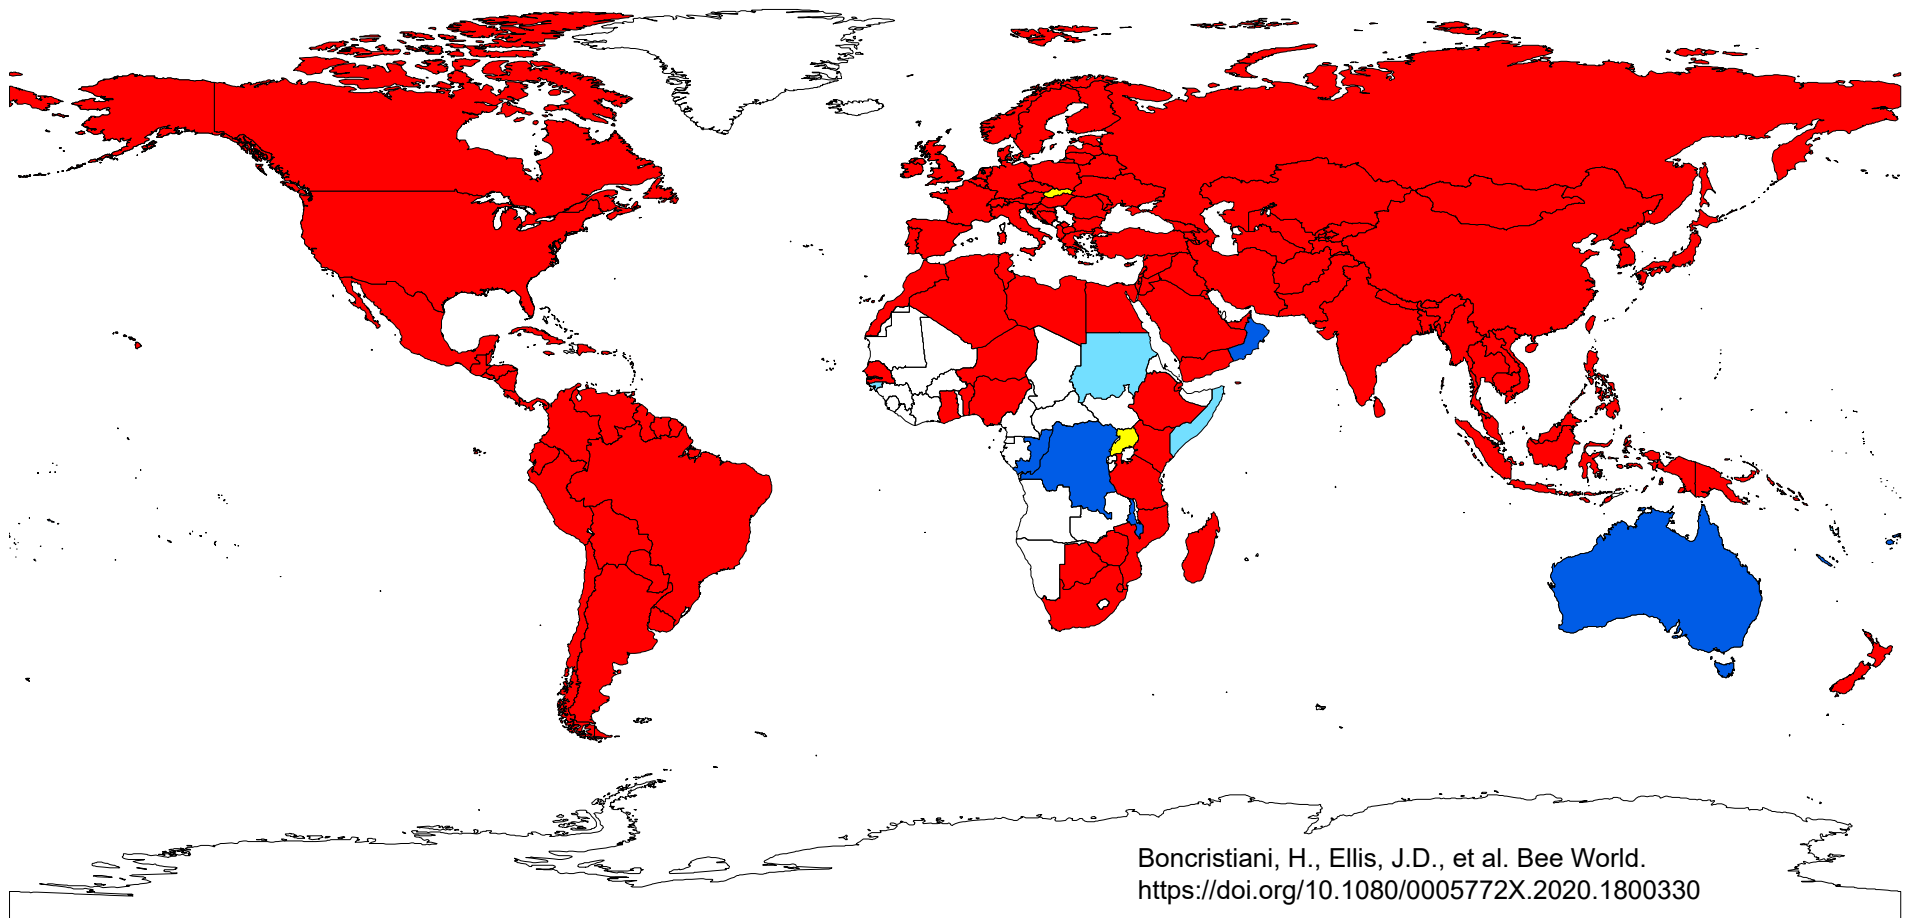 Boncristiani, H., Ellis, J.D., et al. Bee World.
https://doi.org/10.1080/0005772X.2020.1800330